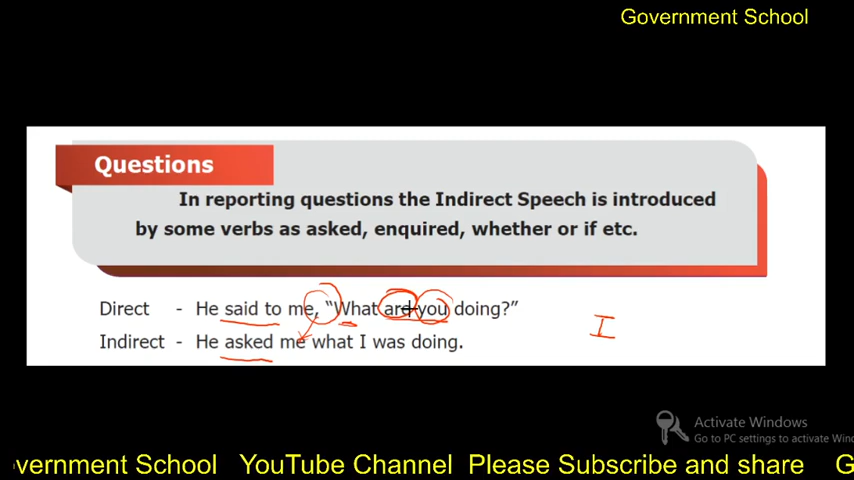 Government School
Questions
In reporting questions the Indirect Speech is introduced
by some verbs as asked, enquired, whether or if etc.
Direct - He said to me, “What are you doing?”
I
Indirect - He asked me what I was doing.
Activate Windows
Go to PC settings to activate Win
overnment School YouTube Channel Please Subscribe and share G